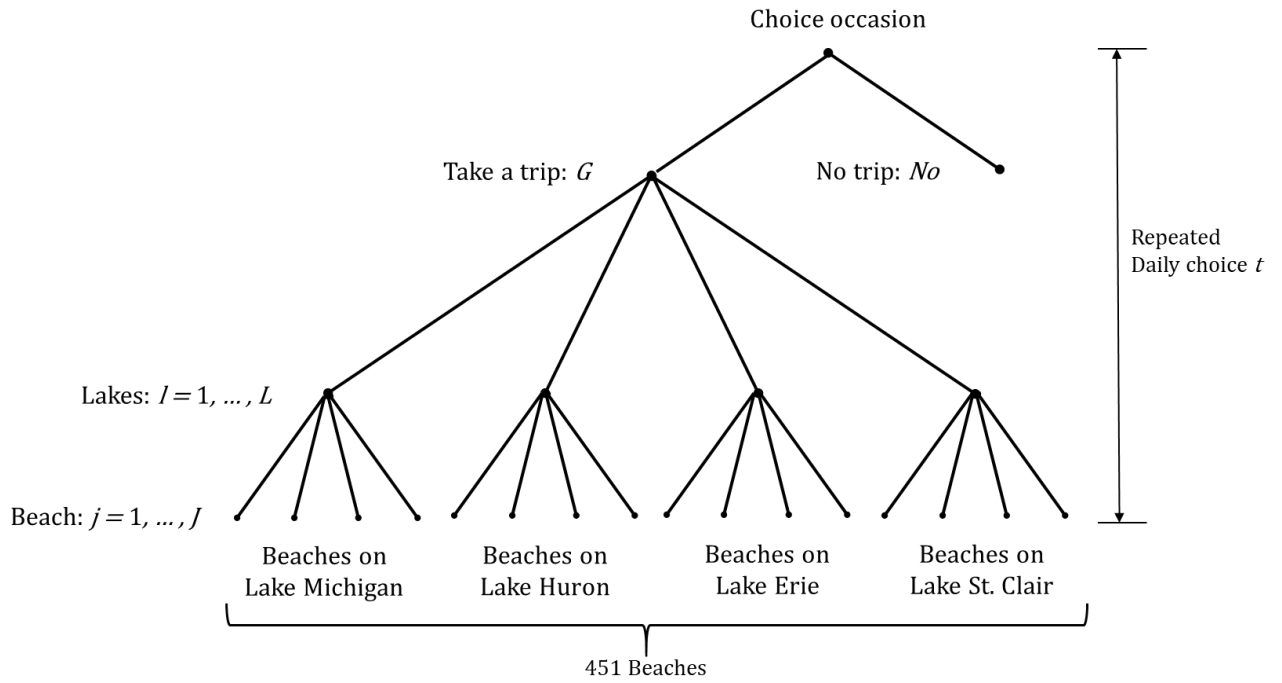 Choice occasion
Take a trip: G
No trip: No
Repeated
Daily choice t
Lakes: l = 1, ... , L
Beach: j = 1, ... , J
Beaches on
Lake Michigan
Beaches on
Lake Huron
Beaches on
Lake Erie
Beaches on
Lake St. Clair
451 Beaches